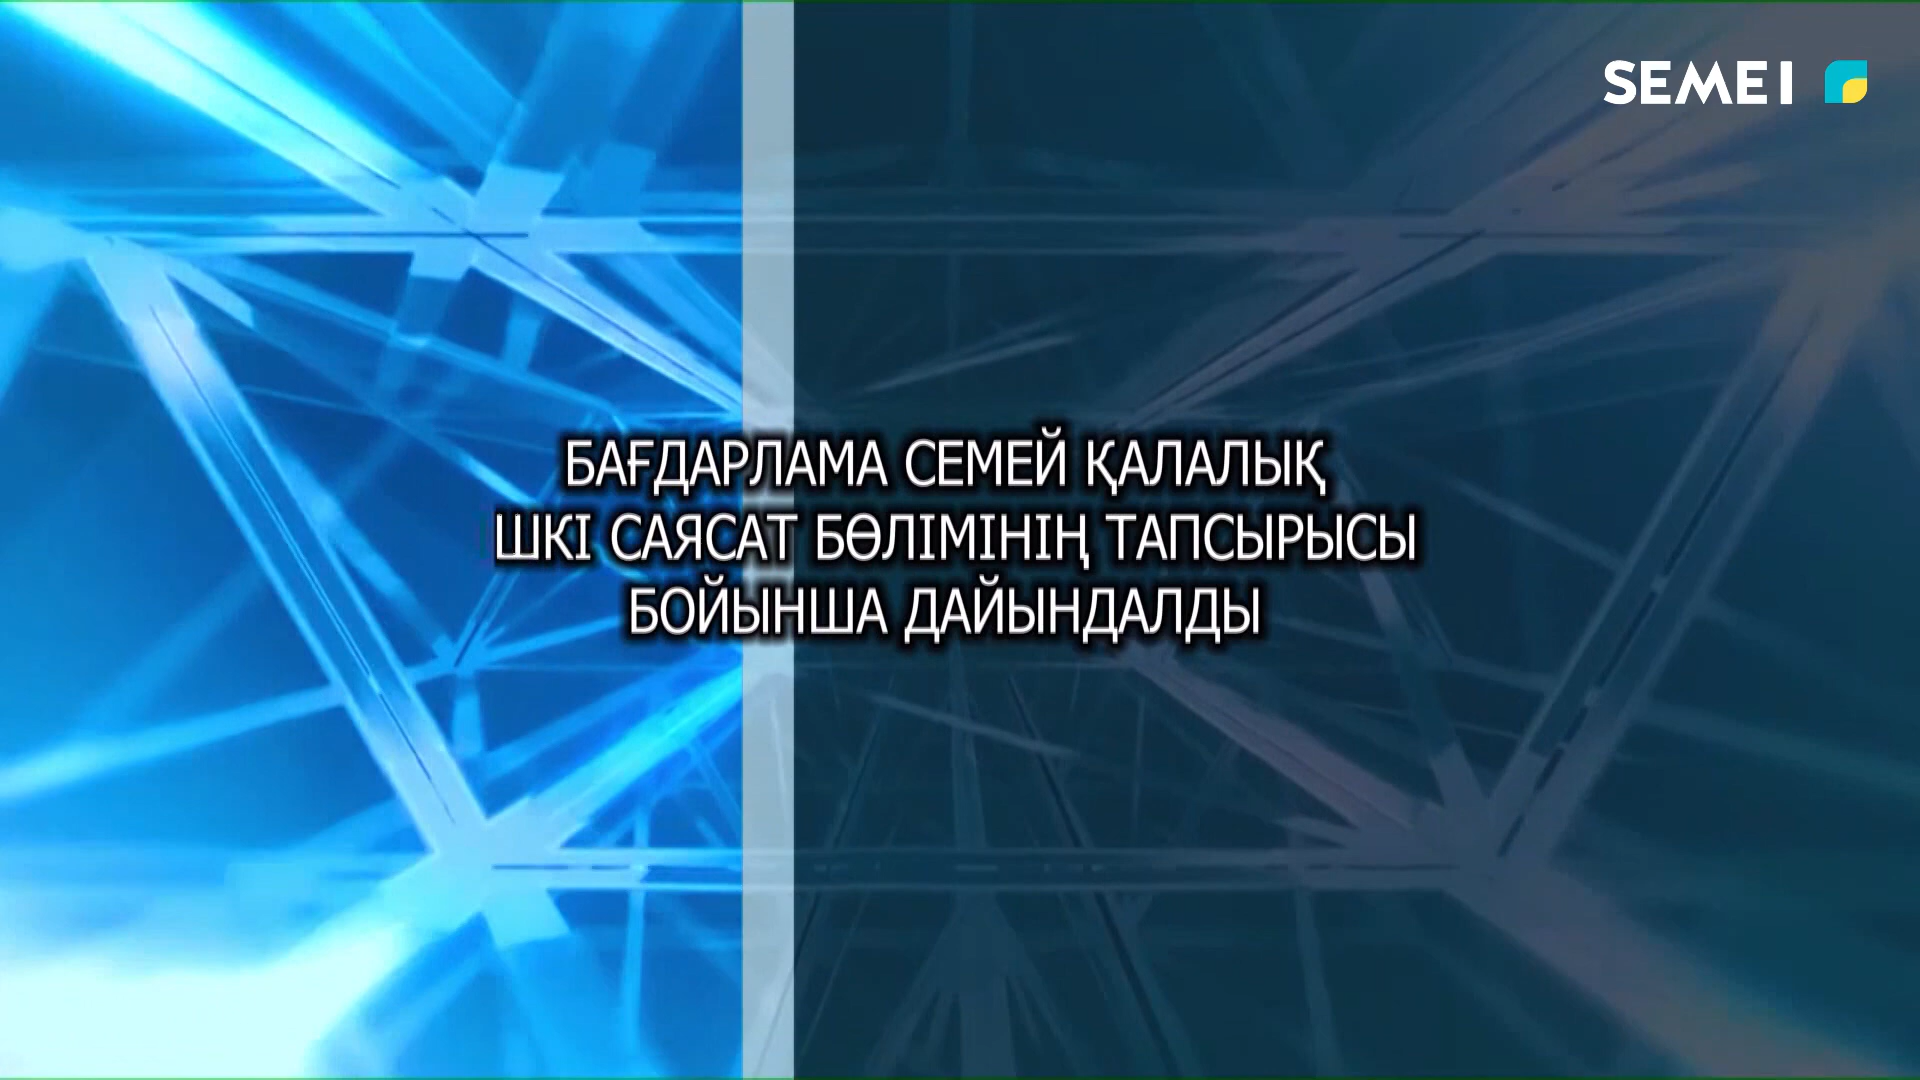 SEMEI
БАҒДАРЛАМА СЕМЕЙ ҚАЛАЛЫҚ
ШКІ САЯСАТ БӨЛІМІНІҢ ТАПСЫРЫСЫ
БОЙЫНША ДАЙЫНДАЛДЫ